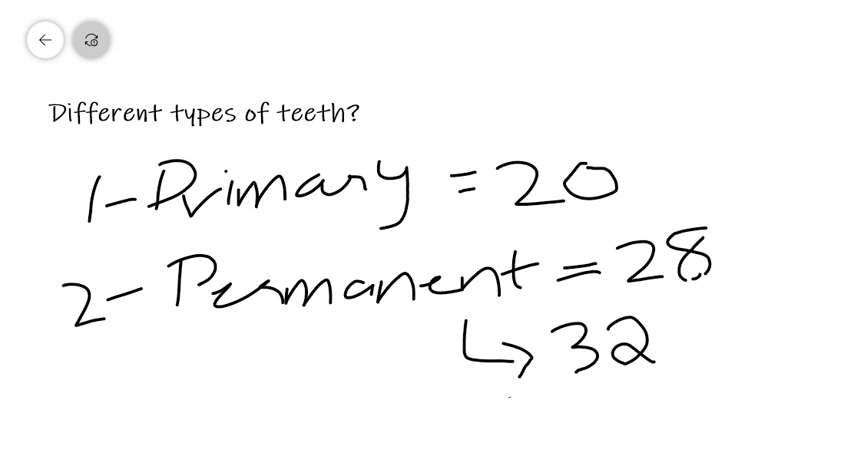 Different types of teeth?
1- Primary = 20
2- Permanent = 28
↳ 32